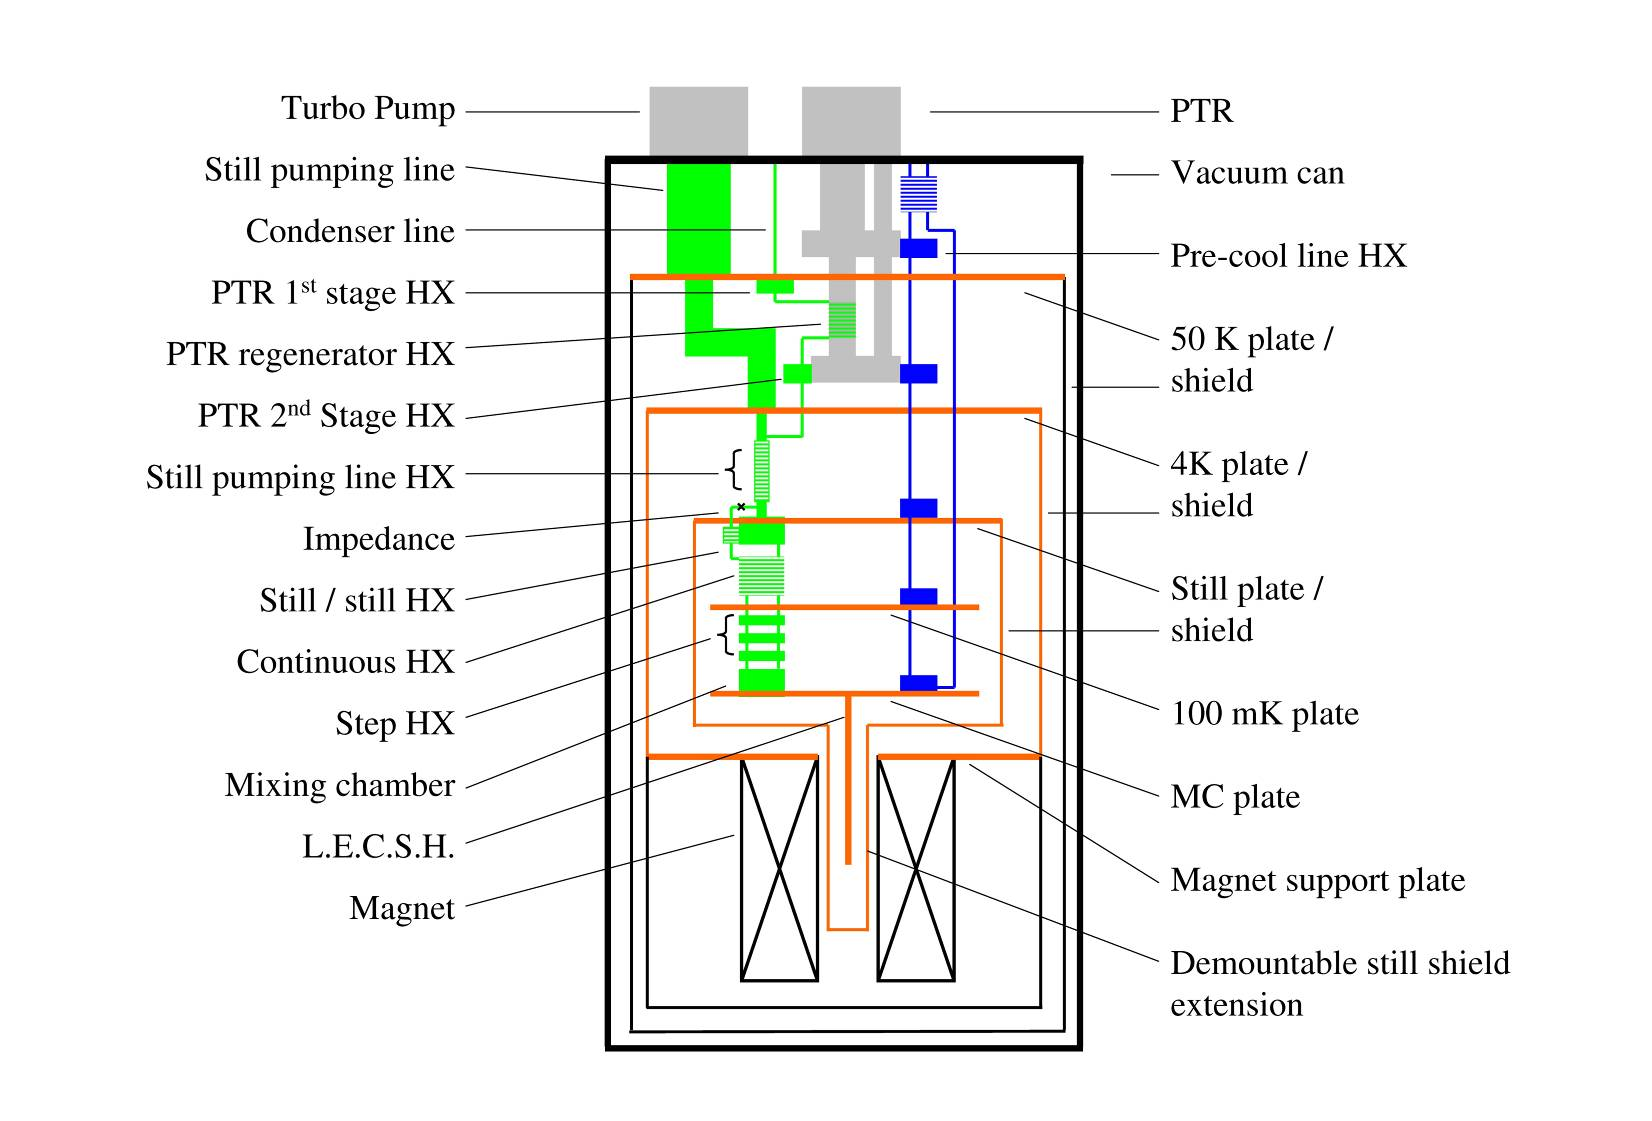 Turbo Pump
Still pumping line
Condenser line
PTR 1st stage HX
PTR regenerator HX
PTR 2nd Stage HX
Still pumping line HX
Impedance
Still / still HX
Continuous HX
Step HX
Mixing chamber
L.E.C.S.H.
Magnet
PTR
Vacuum can
Pre-cool line HX
50 K plate /
shield
4K plate /
shield
Still plate /
shield
100 mK plate
MC plate
Magnet support plate
Demountable still shield
extension